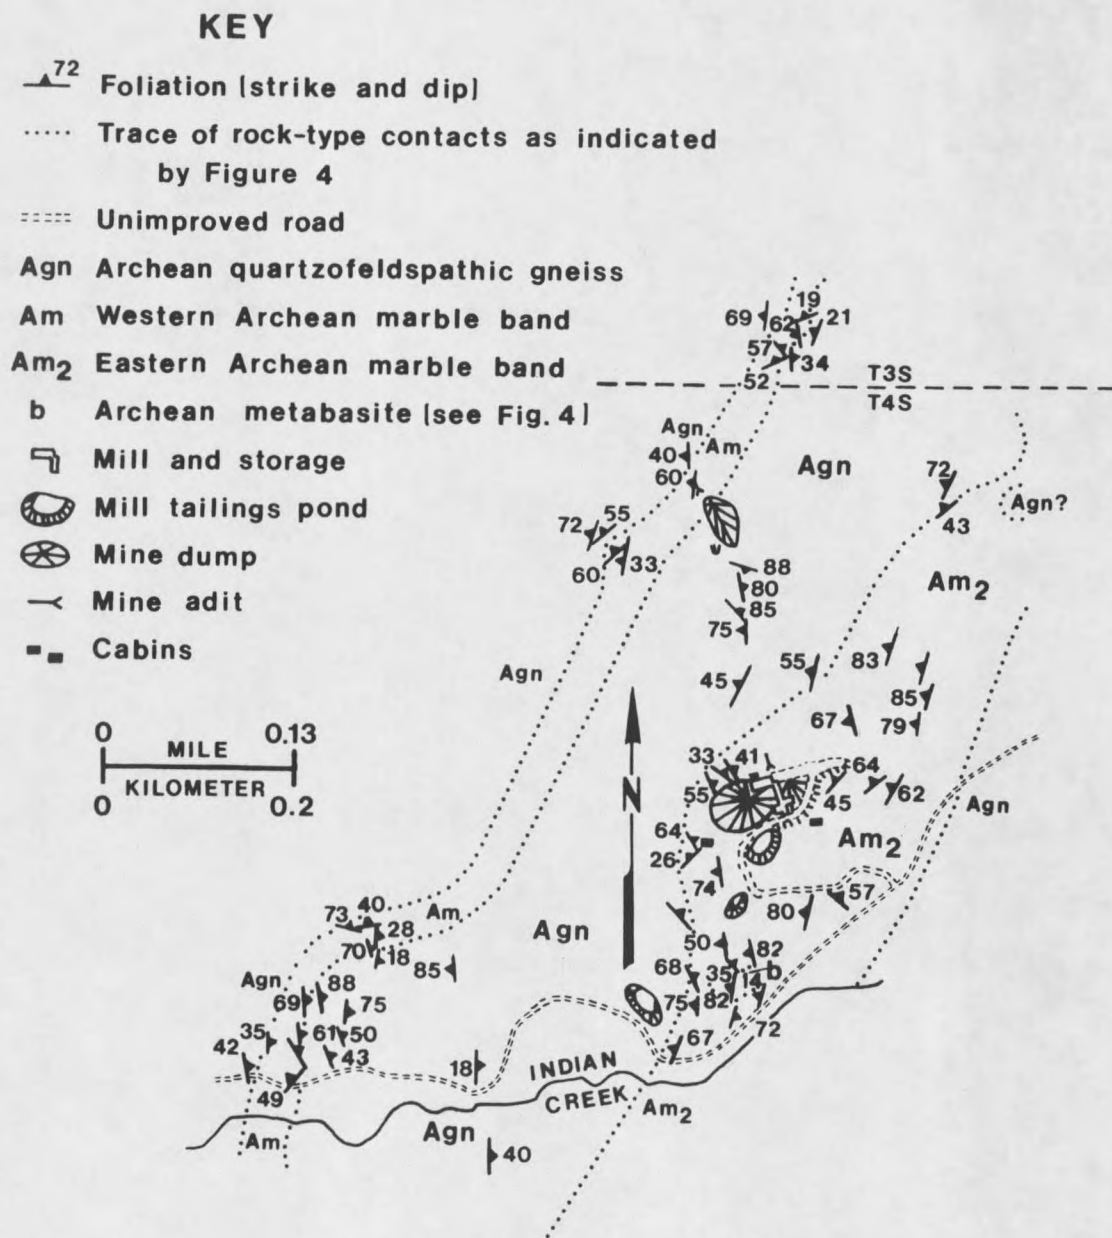 KEY
72
Foliation (strike and dip)
Trace of rock-type contacts as indicated
by Figure 4
Unimproved road
Agn Archean quartzofeldspathic gneiss
Am Western Archean marble band
Am2 Eastern Archean marble band
b Archean metabasite (see Fig. 4)
Mill and storage
Mill tailings pond
Mine dump
Mine adit
Cabins
0 0.13
MILE
KILOMETER
0 0.2
19
69 62 21
57 34
52 T3S
T4S
Agn
Am
40
60
Agn
72
43
Agn?
72 55
60 33
88
80
85
75
Am2
Agn
45
55
83
85
67 79
33 41
64
55
45 62
N
Agn
64
26
Am2
74
57
80
40
73 28
Am
70 18
85
Agn
50 82
68 35 b
14
75 82
67 72
Agn
69 88
75
35 61 50
42 43
49
18
INDIAN
CREEK
Am2
Am
Agn
40